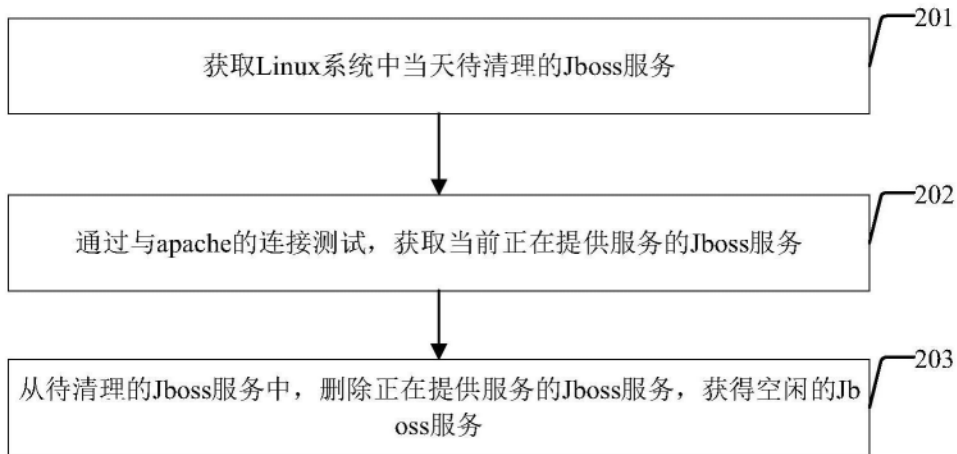 201
获取Linux系统中当天待清理的Jboss服务
202
通过与apache的连接测试，获取当前正在提供服务的Jboss服务
203
从待清理的Jboss服务中，删除正在提供服务的Jboss服务，获得空闲的Jb
oss服务